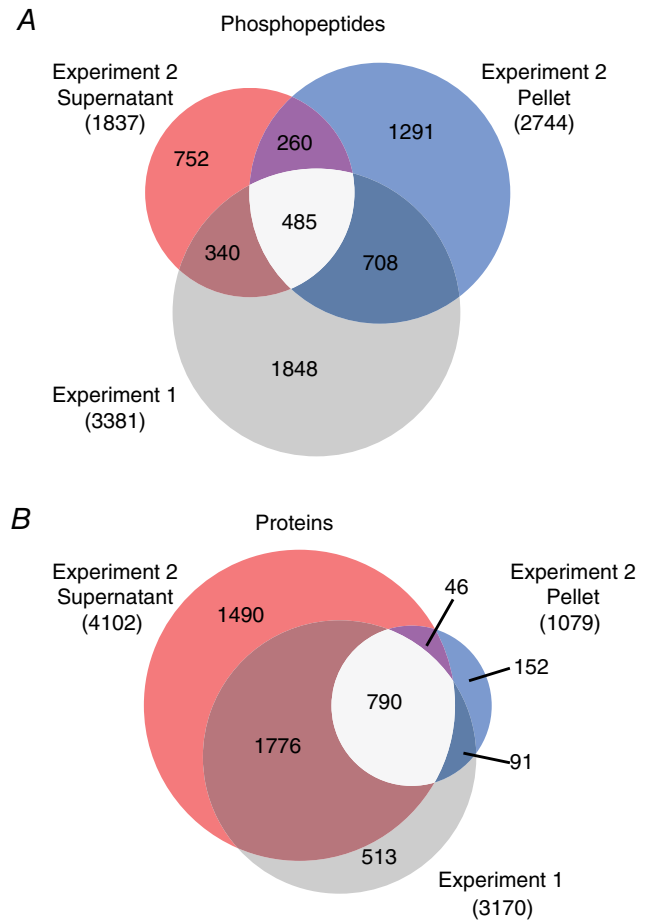 A
Phosphopeptides
Experiment 2
Supernatant
(1837)
Experiment 2
Pellet
(2744)
752
260
1291
485
340
708
1848
Experiment 1
(3381)
B
Proteins
Experiment 2
Supernatant
(4102)
Experiment 2
Pellet
(1079)
1490
46
152
790
1776
91
513
Experiment 1
(3170)